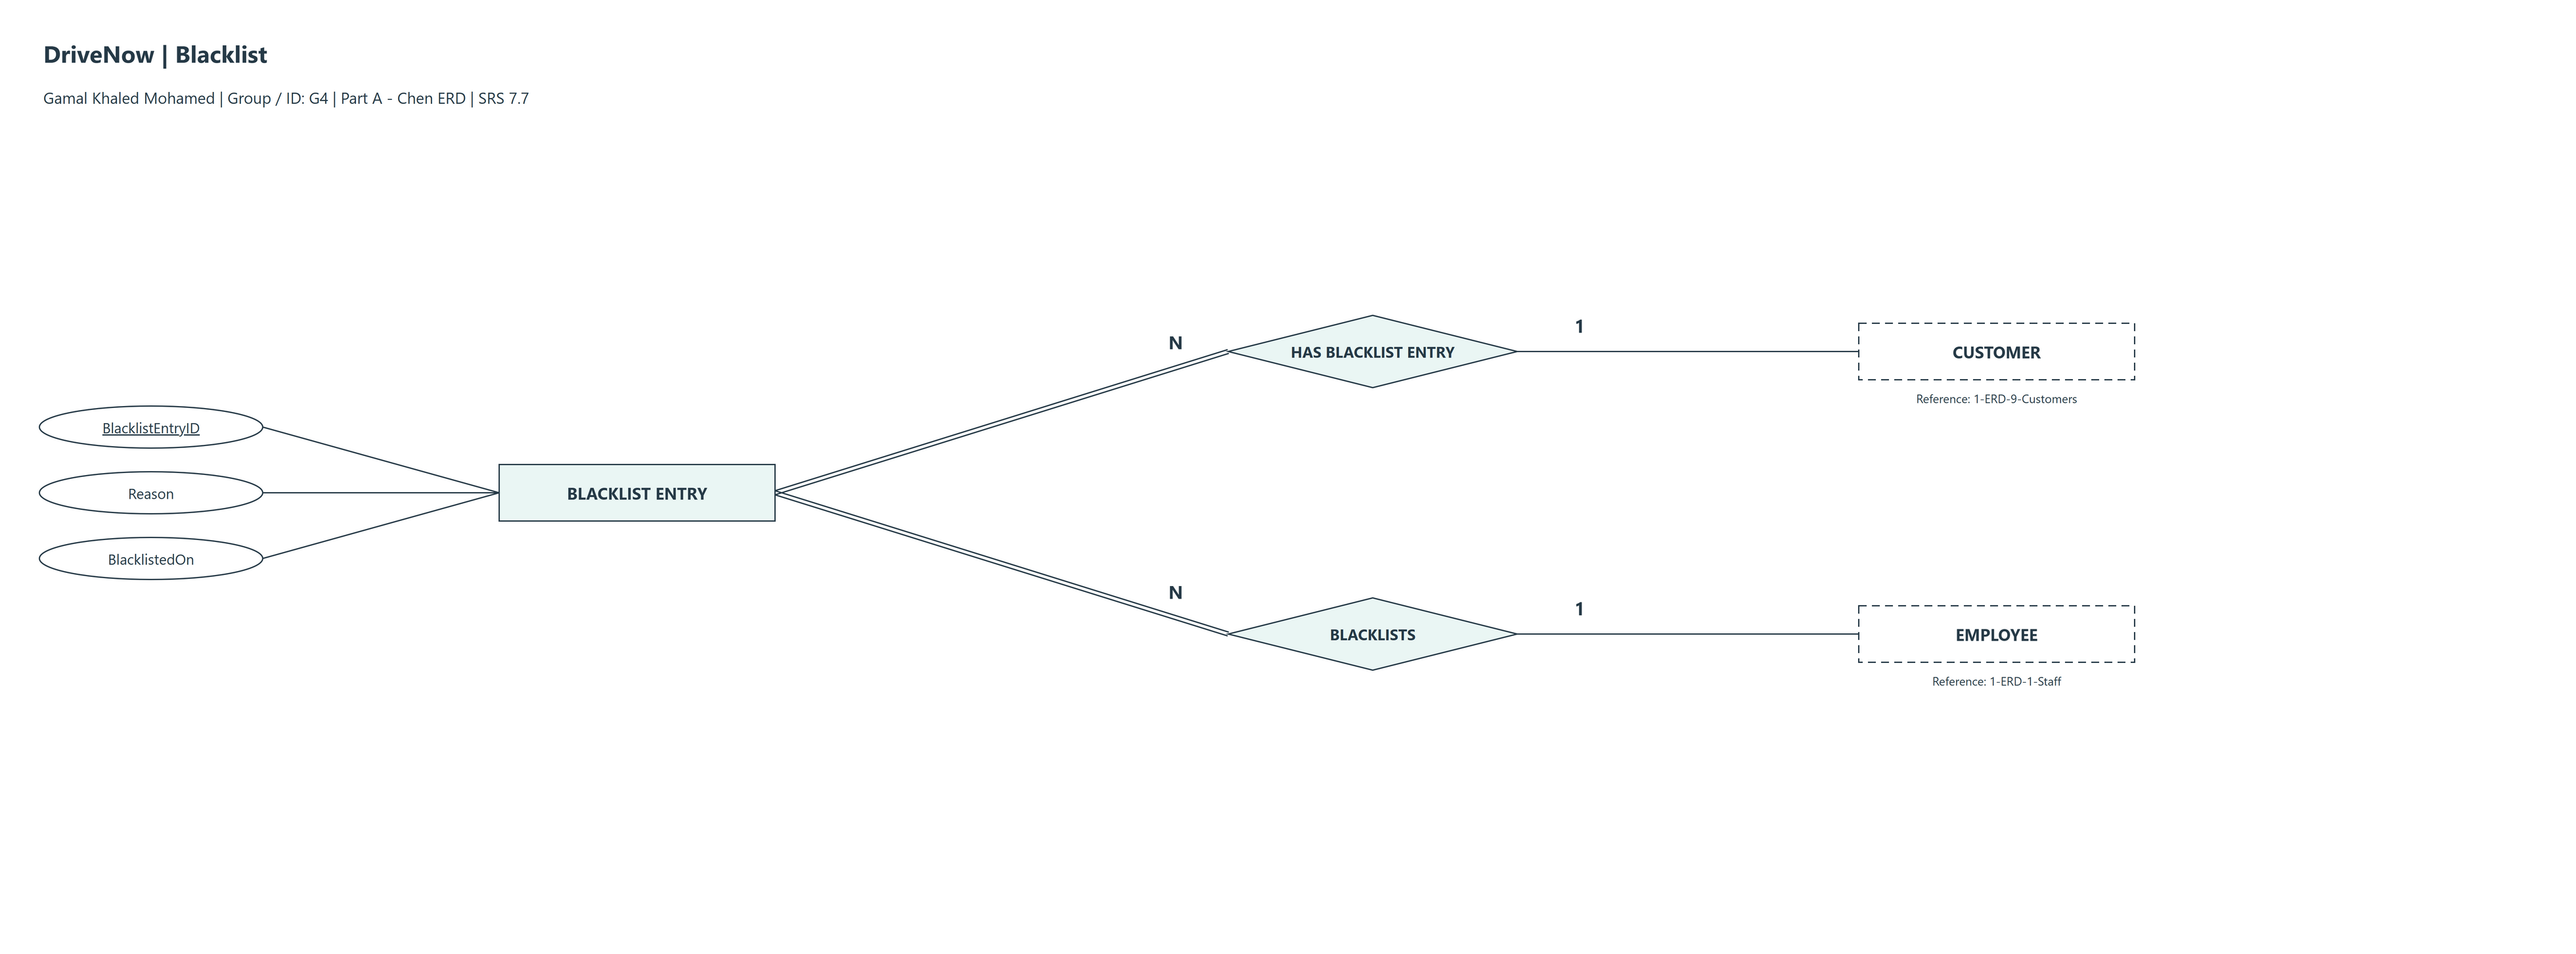 DriveNow | Blacklist
Gamal Khaled Mohamed | Group / ID: G4 | Part A - Chen ERD | SRS 7.7
N
HAS BLACKLIST ENTRY
1
CUSTOMER
Reference: 1-ERD-9-Customers
BlacklistEntryID
Reason
BLACKLIST ENTRY
BlacklistedOn
N
BLACKLISTS
1
EMPLOYEE
Reference: 1-ERD-1-Staff